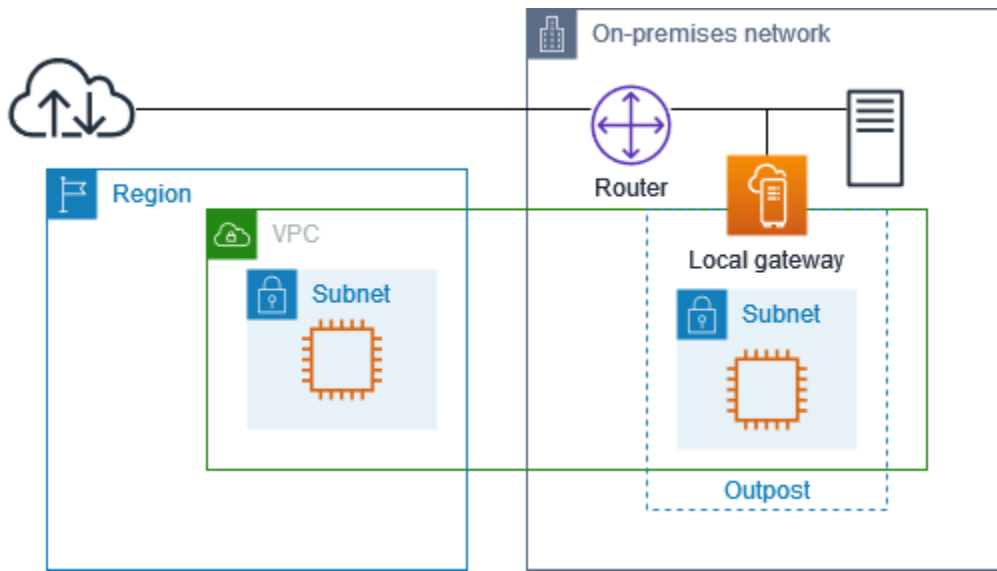 On-premises network
Router
Region
VPC
Local gateway
Subnet
Subnet
Outpost